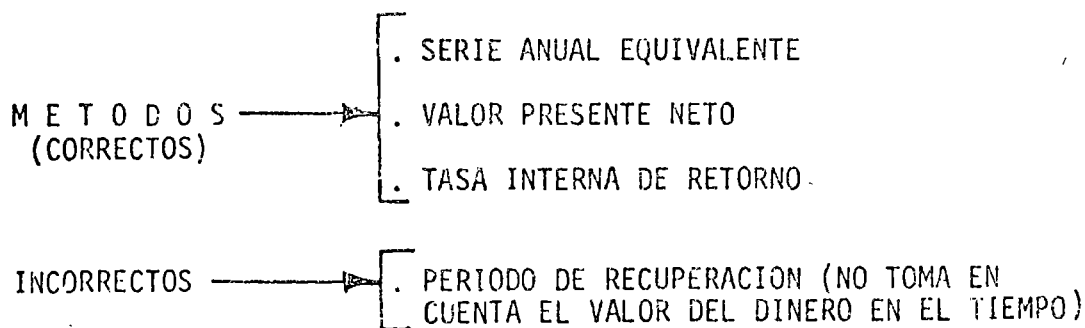 . SERIE ANUAL EQUIVALENTE
M E T O D O S
. VALOR PRESENTE NETO
(CORRECTOS)
. TASA INTERNA DE RETORNO
INCORRECTOS
. PERIODO DE RECUPERACION (NO TOMA EN
CUENTA EL VALOR DEL DINERO EN EL TIEMPO)